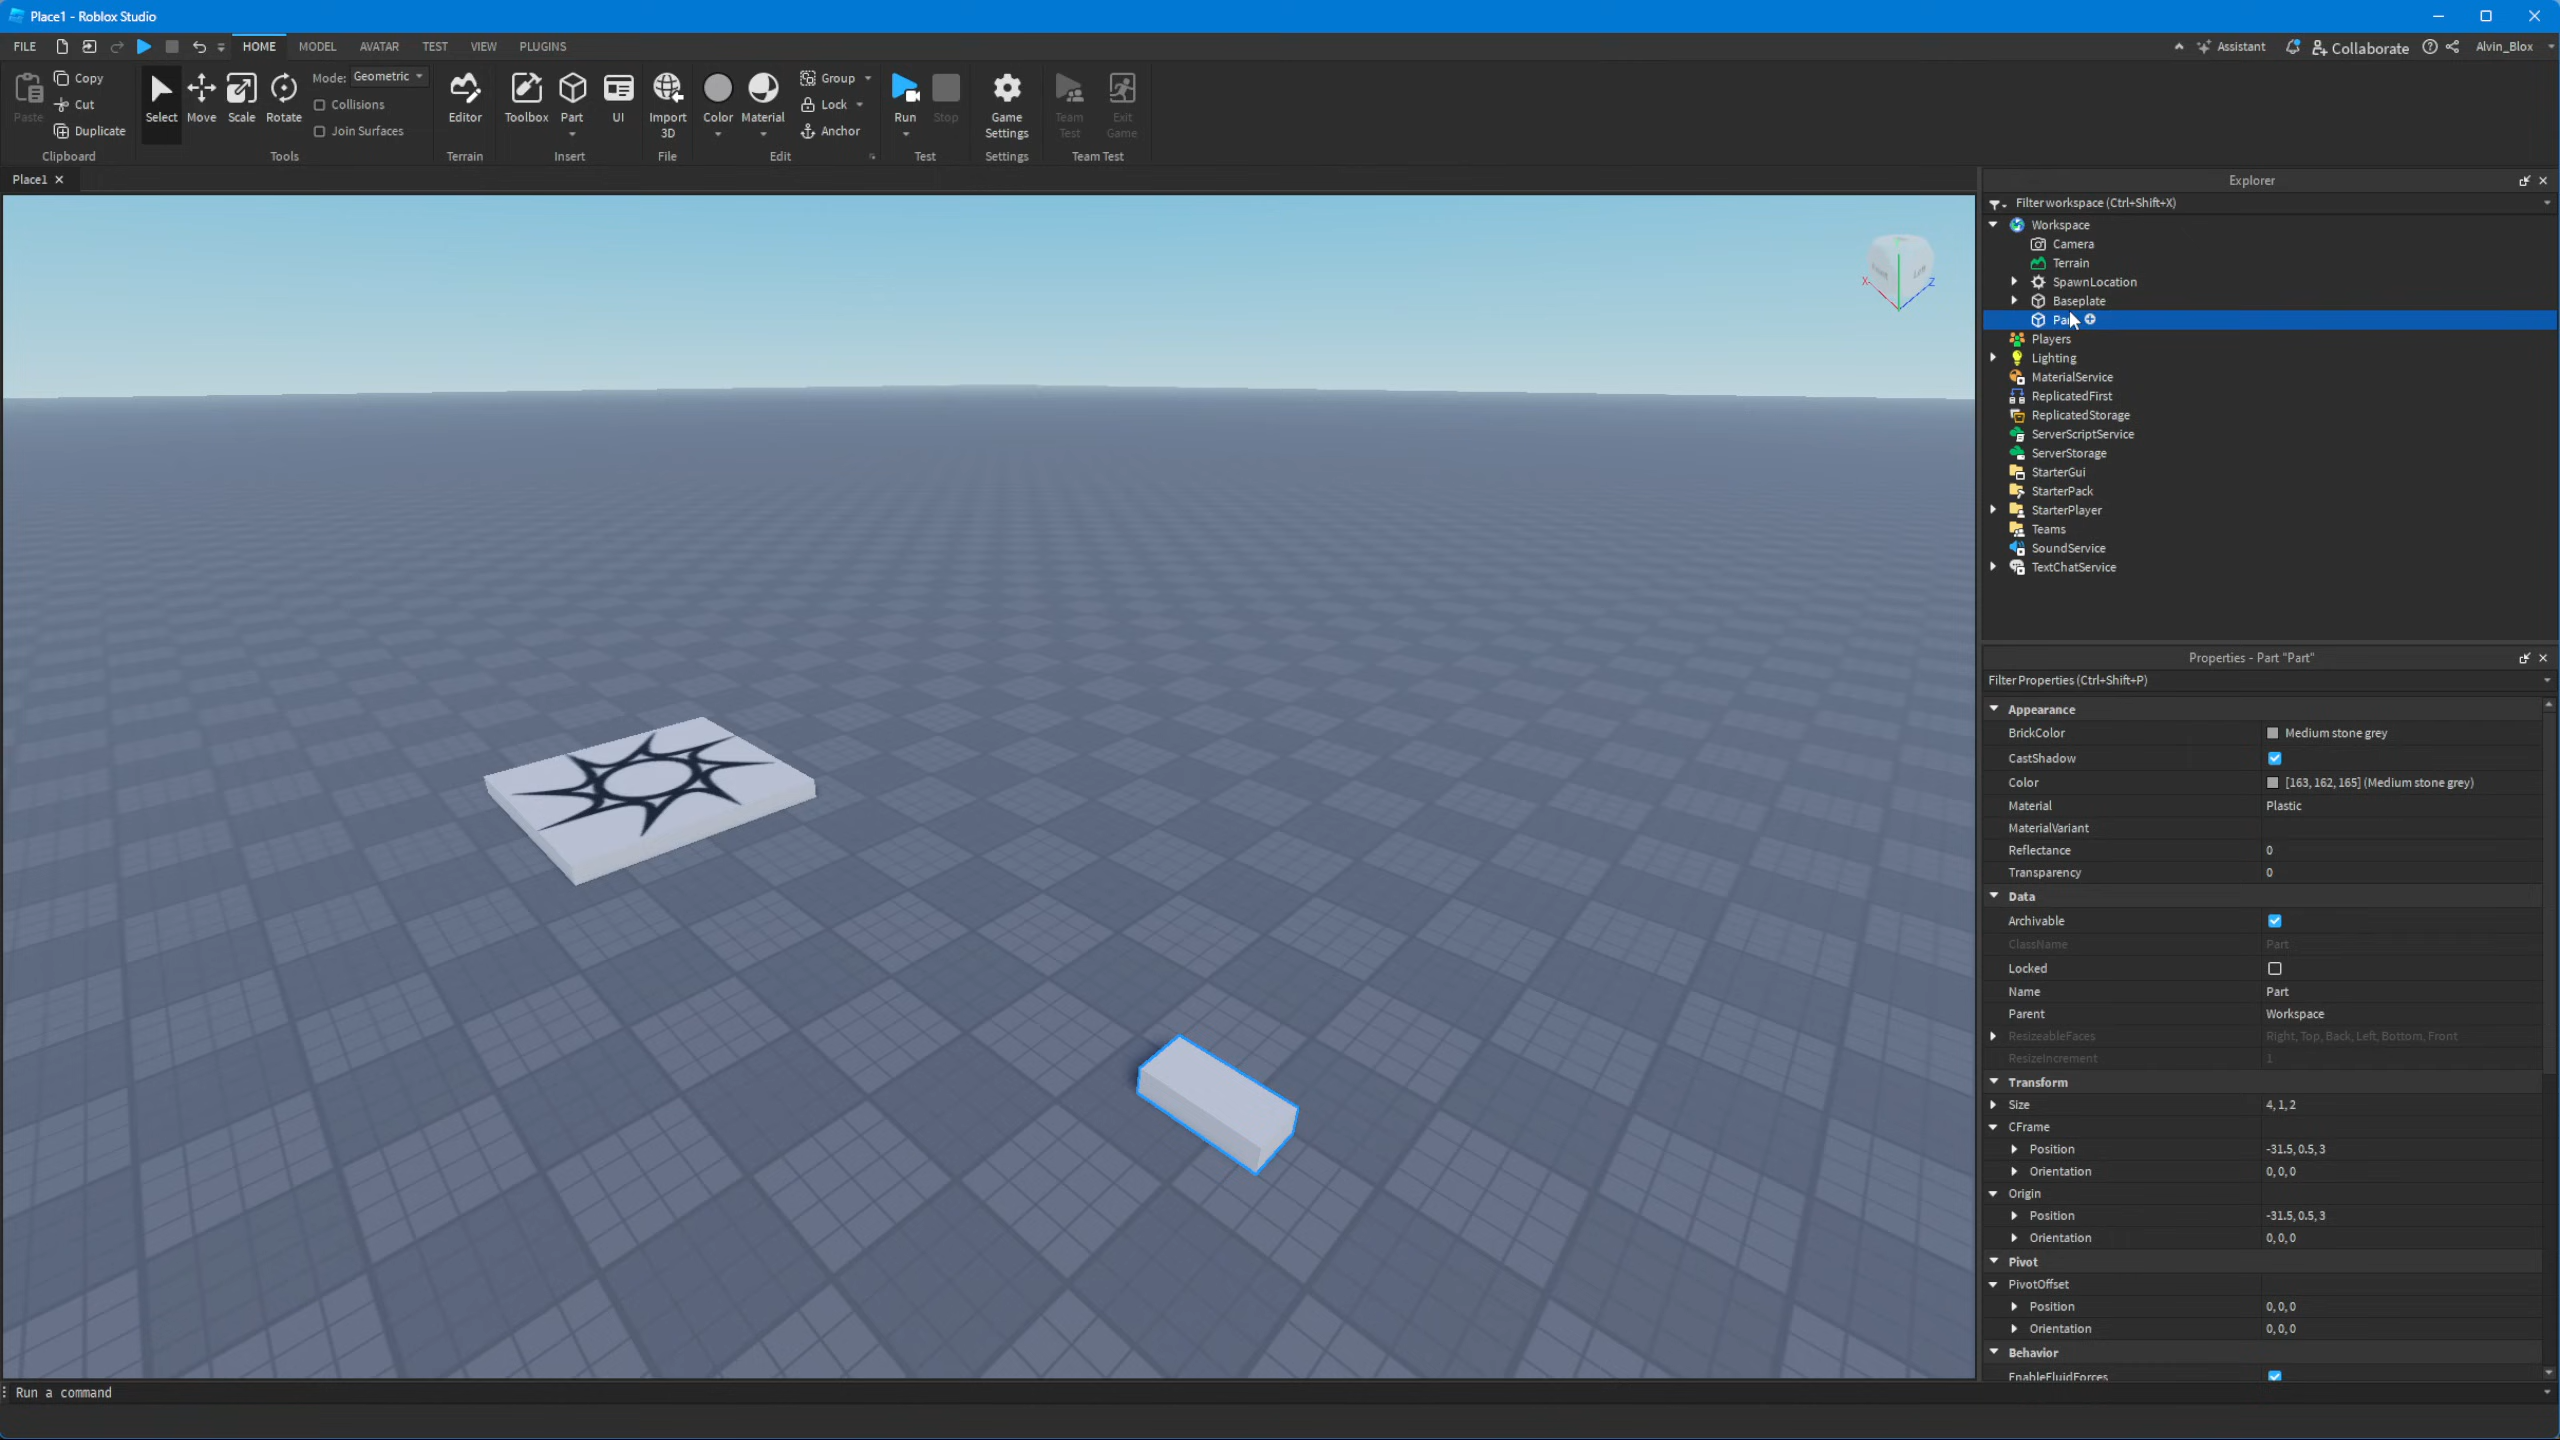 Place1 - Roblox Studio
FILE HOME MODEL AVATAR TEST VIEW PLUGINS Assistant Collaborate Alvin_Blox
Paste
Copy
Cut
Duplicate
Clipboard
Select Move Scale Rotate
Mode: Geometric
Collisions
Join Surfaces
Tools
Editor
Terrain
Toolbox Part UI
Insert
Import
3D
File
Color Material
Group
Lock
Anchor
Edit
Run Stop
Test
Game
Settings
Settings
Team
Test
Exit
Game
Team Test
Place1
X Z
Explorer
Filter workspace (Ctrl+Shift+X)
Workspace
Camera
Terrain
SpawnLocation
Baseplate
Players
Lighting
MaterialService
ReplicatedFirst
ReplicatedStorage
ServerScriptService
ServerStorage
StarterGui
StarterPack
StarterPlayer
Teams
SoundService
TextChatService
Properties - Part "Part"
Filter Properties (Ctrl+Shift+P)
Appearance
BrickColor Medium stone grey
CastShadow
Color [163, 162, 165] (Medium stone grey)
Material Plastic
MaterialVariant
Reflectance 0
Transparency 0
Data
Archivable
ClassName Part
Locked
Name Part
Parent Workspace
ResizeableFaces Right, Top, Back, Left, Bottom, Front
ResizeIncrement 1
Transform
Size 4, 1, 2
CFrame
Position -31.5, 0.5, 3
Orientation 0, 0, 0
Origin
Position -31.5, 0.5, 3
Orientation 0, 0, 0
Pivot
PivotOffset
Position 0, 0, 0
Orientation 0, 0, 0
Behavior
EnableFluidForces
Run a command